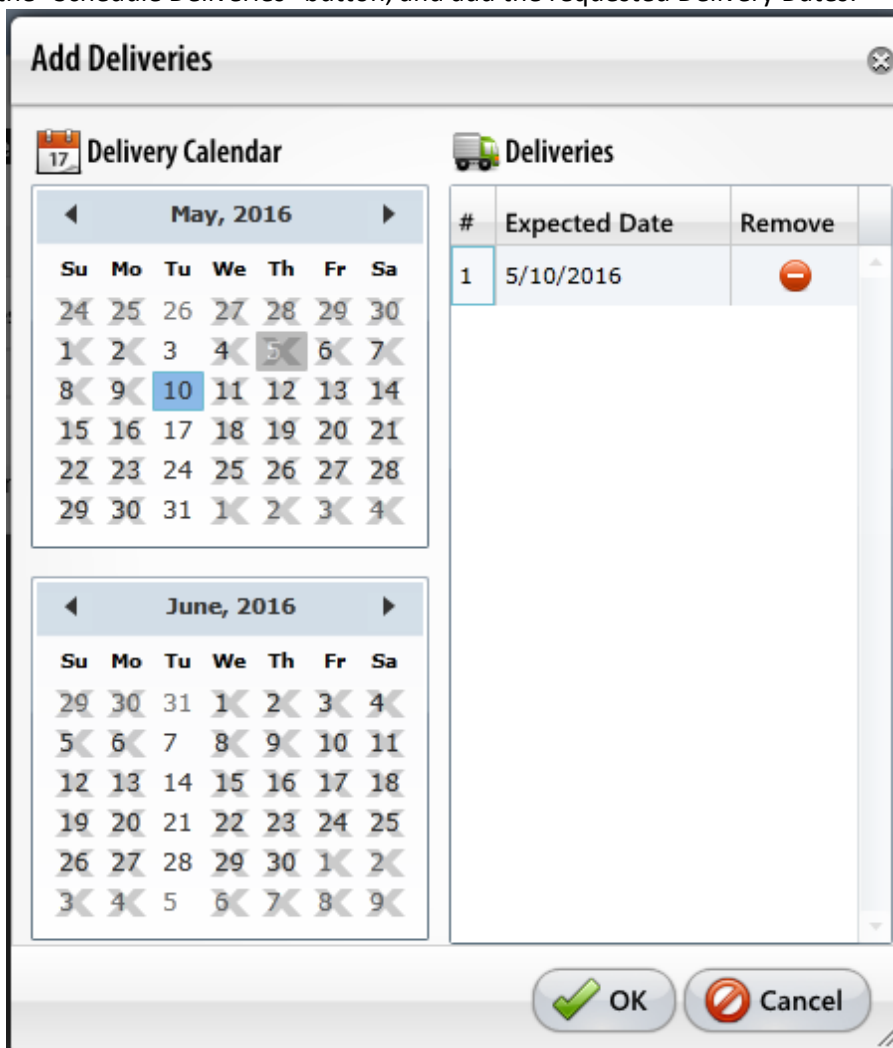 the "Schedule Deliveries" button, and add the requested Delivery Dates.
Add Deliveries
17 Delivery Calendar
May, 2016
Su Mo Tu We Th Fr Sa
24 25 26 27 28 29 30
1 2 3 4 5 6 7
8 9 10 11 12 13 14
15 16 17 18 19 20 21
22 23 24 25 26 27 28
29 30 31 1 2 3 4
June, 2016
Su Mo Tu We Th Fr Sa
29 30 31 1 2 3 4
5 6 7 8 9 10 11
12 13 14 15 16 17 18
19 20 21 22 23 24 25
26 27 28 29 30 1 2
3 4 5 6 7 8 9
Deliveries
# Expected Date Remove
1 5/10/2016
OK Cancel